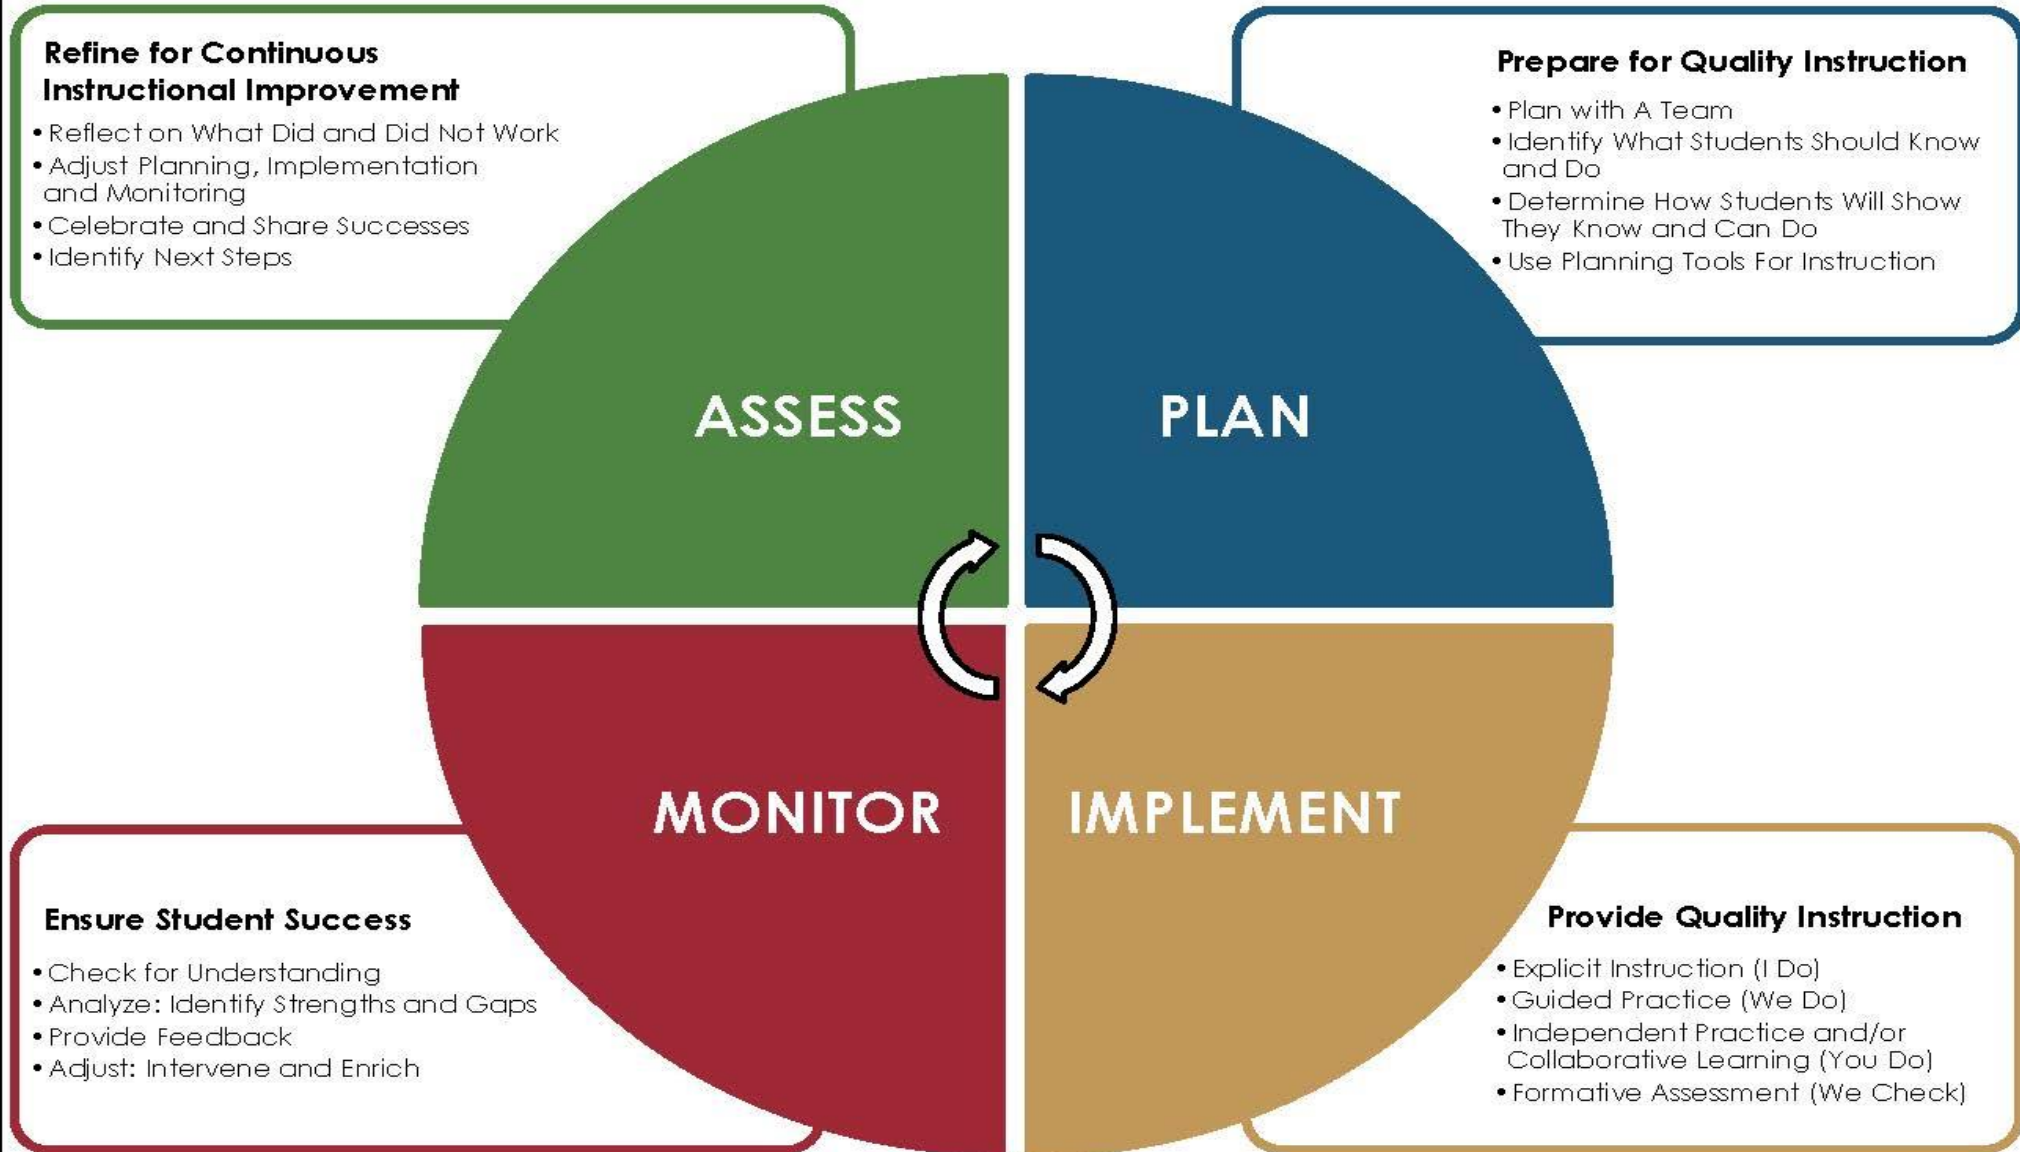 Refine for Continuous
Instructional Improvement
• Reflect on What Did and Did Not Work
• Adjust Planning, Implementation
and Monitoring
• Celebrate and Share Successes
• Identify Next Steps
Prepare for Quality Instruction
• Plan with A Team
• Identify What Students Should Know
and Do
• Determine How Students Will Show
They Know and Can Do
• Use Planning Tools For Instruction
ASSESS
PLAN
MONITOR
IMPLEMENT
Ensure Student Success
• Check for Understanding
• Analyze: Identify Strengths and Gaps
• Provide Feedback
• Adjust: Intervene and Enrich
Provide Quality Instruction
• Explicit Instruction (I Do)
• Guided Practice (We Do)
• Independent Practice and/or
Collaborative Learning (You Do)
• Formative Assessment (We Check)